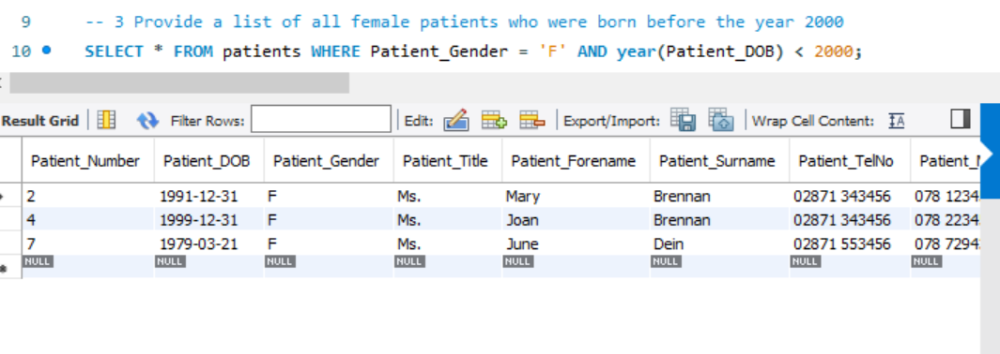 9 -- 3 Provide a list of all female patients who were born before the year 2000
10 SELECT * FROM patients WHERE Patient_Gender = 'F' AND year(Patient_DOB) < 2000;
Result Grid Filter Rows: Edit: Export/Import: Wrap Cell Content: IA
Patient_Number Patient_DOB Patient_Gender Patient_Title Patient_Forename Patient_Surname Patient_TelNo Patient_
2 1991-12-31 F Ms. Mary Brennan 02871 343456 078 1234
4 1999-12-31 F Ms. Joan Brennan 02871 343456 078 2234
7 1979-03-21 F Ms. June Dein 02871 553456 078 7294
NULL NULL NULL NULL NULL NULL NULL NULL